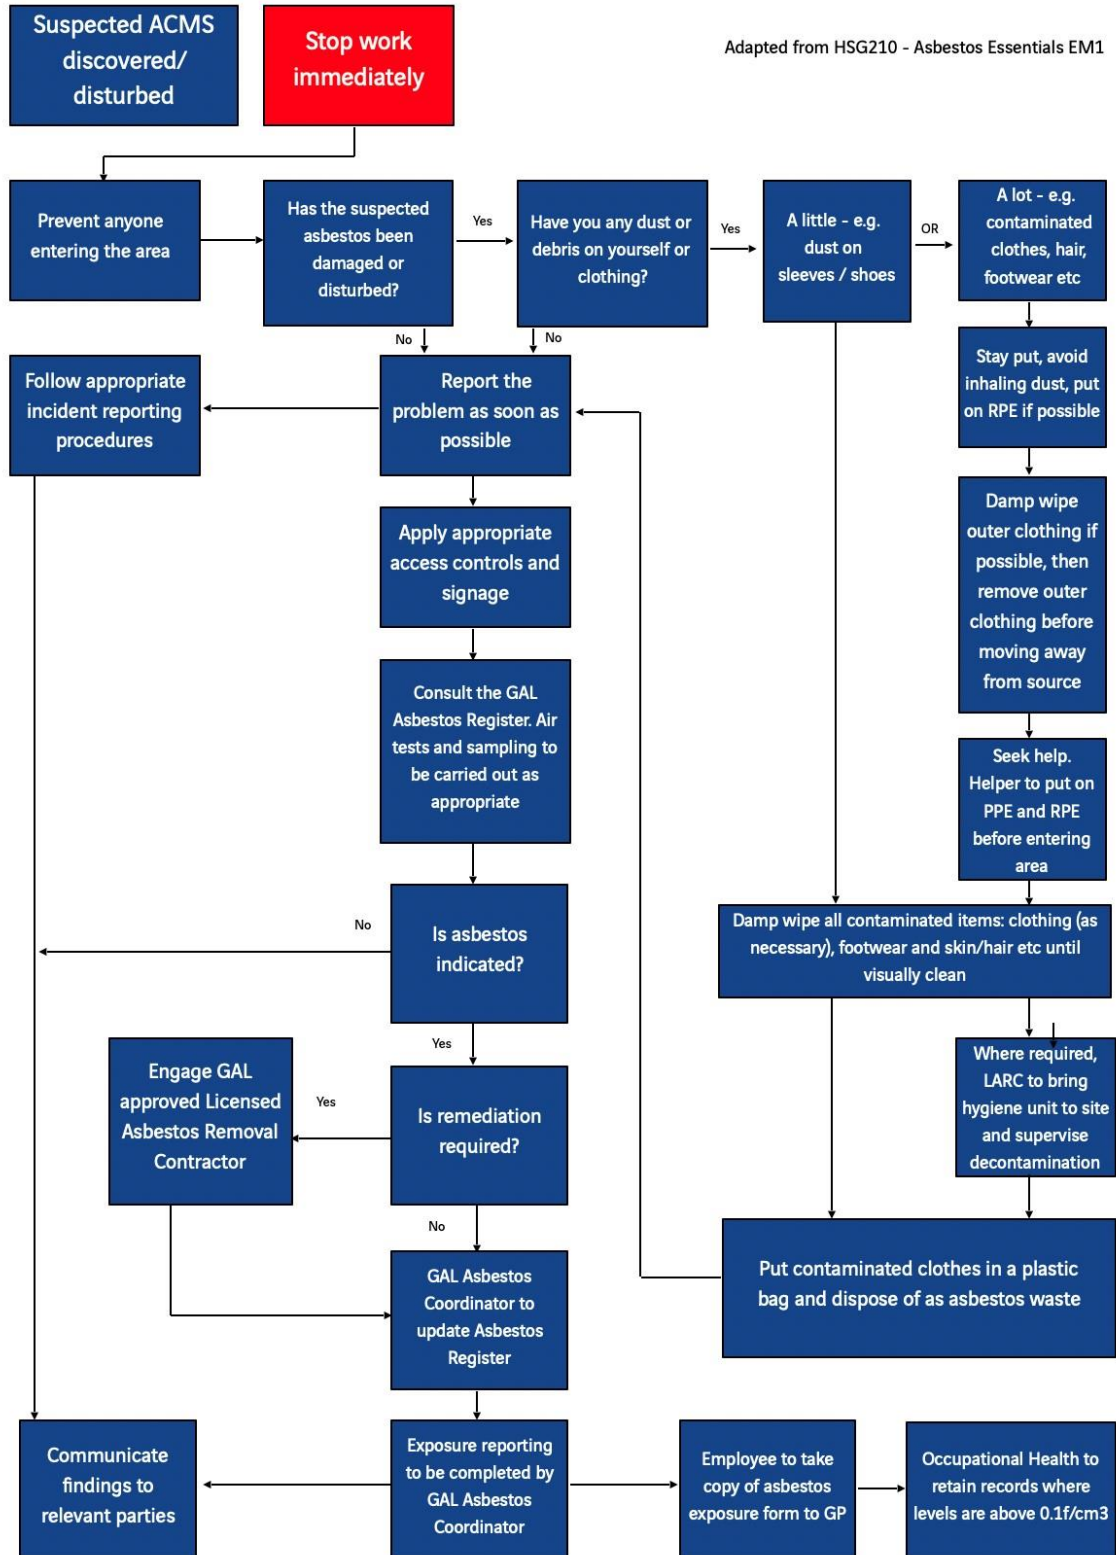 Suspected ACMS
discovered/
disturbed
Stop work
immediately
Adapted from HSG210 - Asbestos Essentials EM1
Prevent anyone
entering the area
Has the suspected
asbestos been
damaged or
disturbed?
Yes
Have you any dust or
debris on yourself or
clothing?
Yes
A little - e.g.
dust on
sleeves / shoes
OR
A lot - e.g.
contaminated
clothes, hair,
footwear etc
No
No
Follow appropriate
incident reporting
procedures
Report the
problem as soon as
possible
Stay put, avoid
inhaling dust, put
on RPE if possible
Apply appropriate
access controls and
signage
Damp wipe
outer clothing if
possible, then
remove outer
clothing before
moving away
from source
Consult the GAL
Asbestos Register. Air
tests and sampling to
be carried out as
appropriate
Seek help.
Helper to put on
PPE and RPE
before entering
area
No
Is asbestos
indicated?
Damp wipe all contaminated items: clothing (as
necessary), footwear and skin/hair etc until
visually clean
Yes
Engage GAL
approved Licensed
Asbestos Removal
Contractor
Yes
Is remediation
required?
Where required,
LARC to bring
hygiene unit to site
and supervise
decontamination
No
GAL Asbestos
Coordinator to
update Asbestos
Register
Put contaminated clothes in a plastic
bag and dispose of as asbestos waste
Communicate
findings to
relevant parties
Exposure reporting
to be completed by
GAL Asbestos
Coordinator
Employee to take
copy of asbestos
exposure form to GP
Occupational Health to
retain records where
levels are above 0.1f/cm3